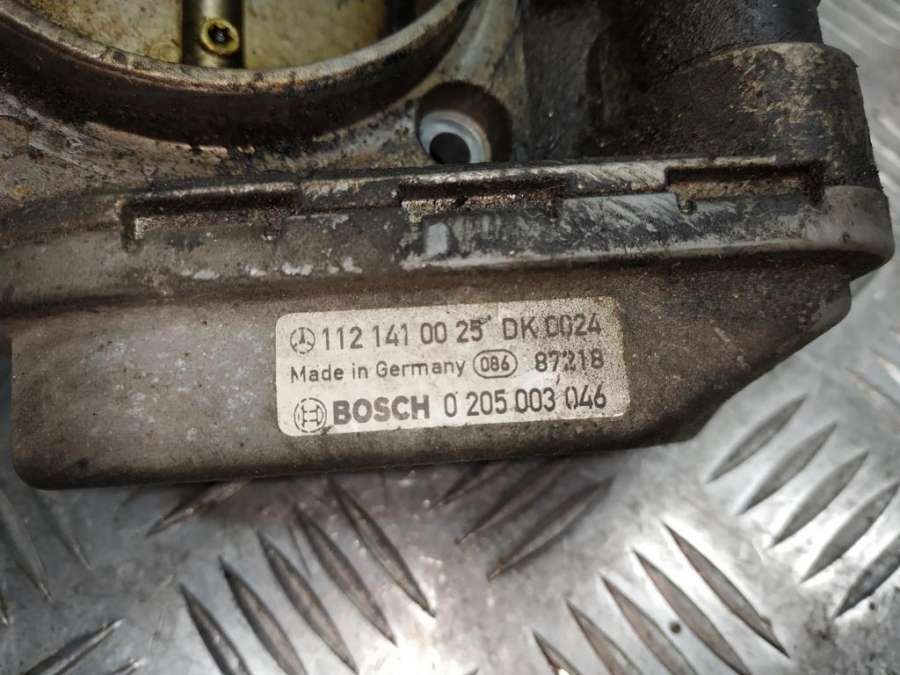 112 141 00 25 DK 0024
Made in Germany 086 87218
BOSCH 0 205 003 046